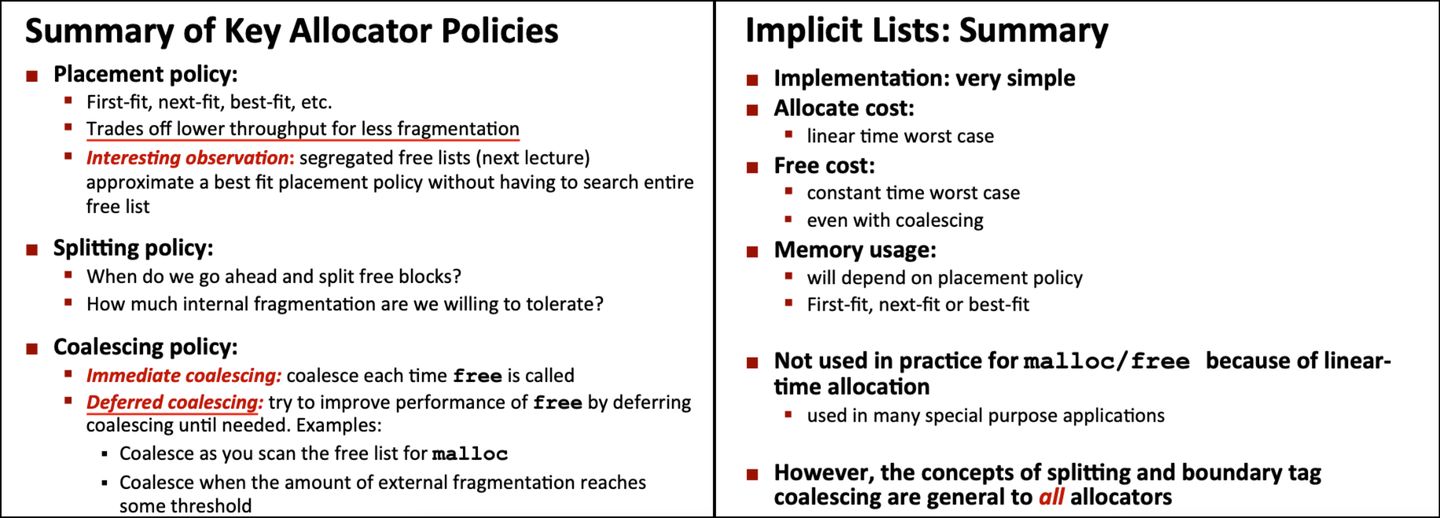 Summary of Key Allocator Policies
Placement policy:
First-fit, next-fit, best-fit, etc.
Trades off lower throughput for less fragmentation
Interesting observation: segregated free lists (next lecture)
approximate a best fit placement policy without having to search entire
free list
Splitting policy:
When do we go ahead and split free blocks?
How much internal fragmentation are we willing to tolerate?
Coalescing policy:
Immediate coalescing: coalesce each time free is called
Deferred coalescing: try to improve performance of free by deferring
coalescing until needed. Examples:
Coalesce as you scan the free list for malloc
Coalesce when the amount of external fragmentation reaches
some threshold
Implicit Lists: Summary
Implementation: very simple
Allocate cost:
linear time worst case
Free cost:
constant time worst case
even with coalescing
Memory usage:
will depend on placement policy
First-fit, next-fit or best-fit
Not used in practice for malloc/free because of linear-
time allocation
used in many special purpose applications
However, the concepts of splitting and boundary tag
coalescing are general to all allocators